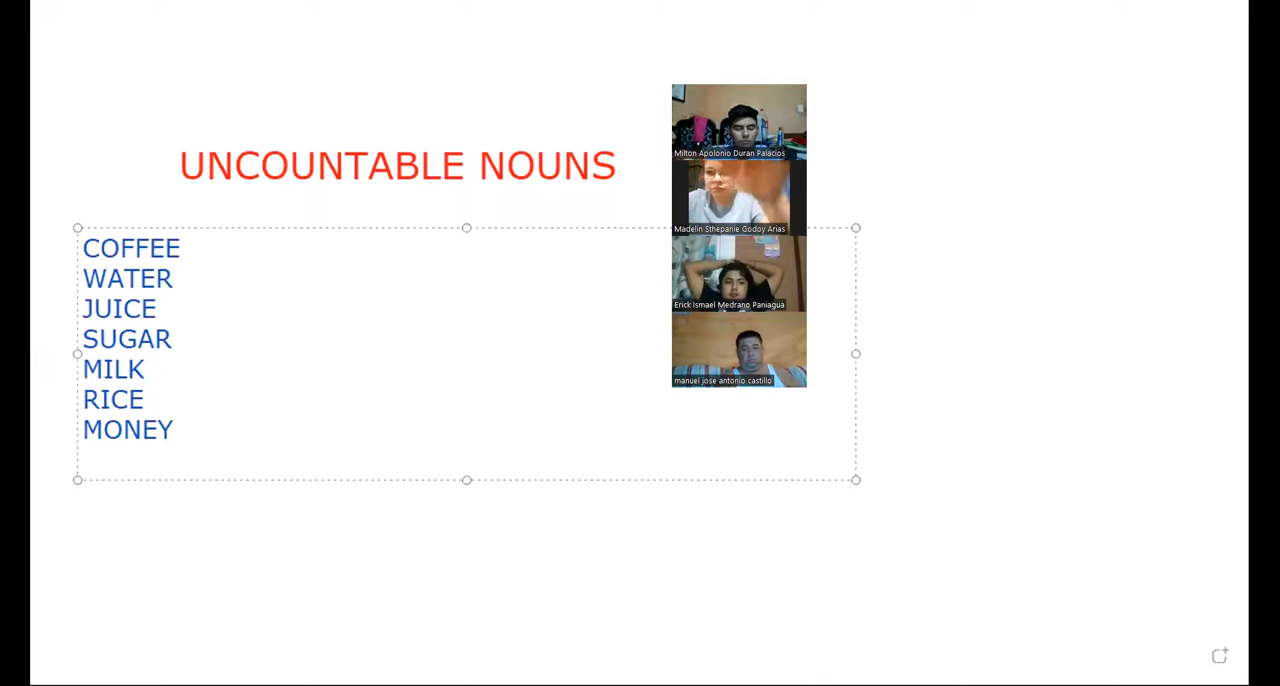 UNCOUNTABLE NOUNS
COFFEE
WATER
JUICE
SUGAR
MILK
RICE
MONEY
Milton Apolonio Duran Palacios
Madelin Sthepanie Godoy Arias
Erick Ismael Medrano Paniagua
manuel jose antonio castillo